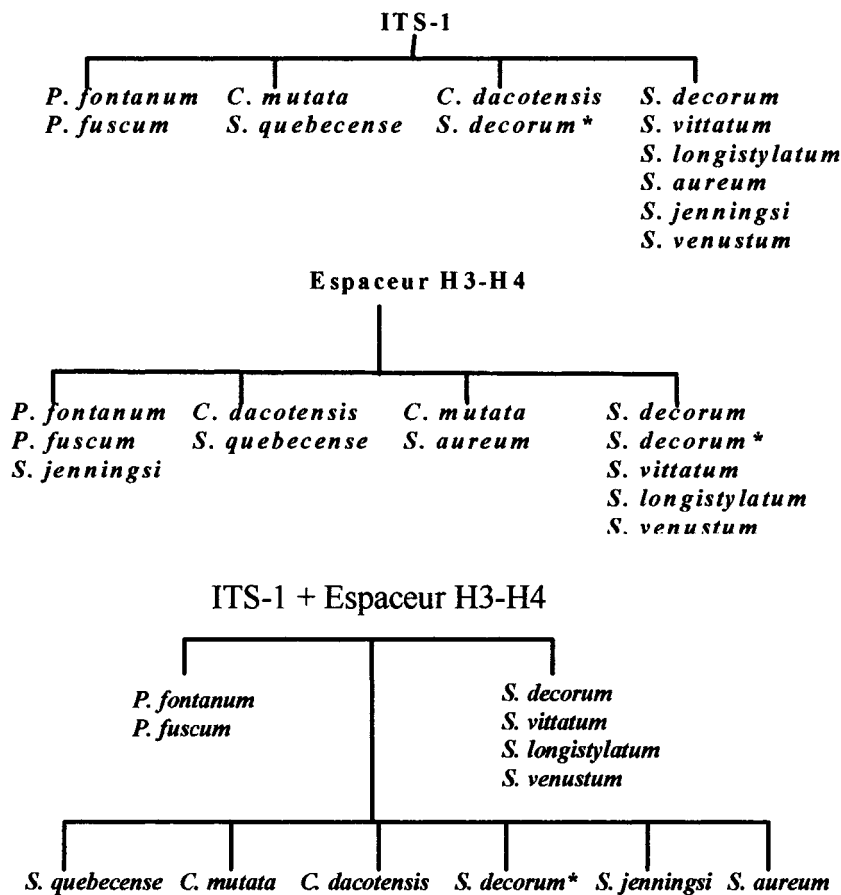 ITS-1
P. fontanum C. mutata C. dacotensis S. decorum
P. fuscum S. quebecense S. decorum* S. vittatum
S. longistylatum
S. aureum
S. jenningsi
S. venustum
Espaceur H3-H4
P. fontanum C. dacotensis C. mutata S. decorum
P. fuscum S. quebecense S. aureum S. decorum*
S. jenningsi S. vittatum
S. longistylatum
S. venustum
ITS-1 + Espaceur H3-H4
P. fontanum S. decorum
P. fuscum S. vittatum
S. longistylatum
S. venustum
S. quebecense C. mutata C. dacotensis S. decorum* S. jenningsi S. aureum